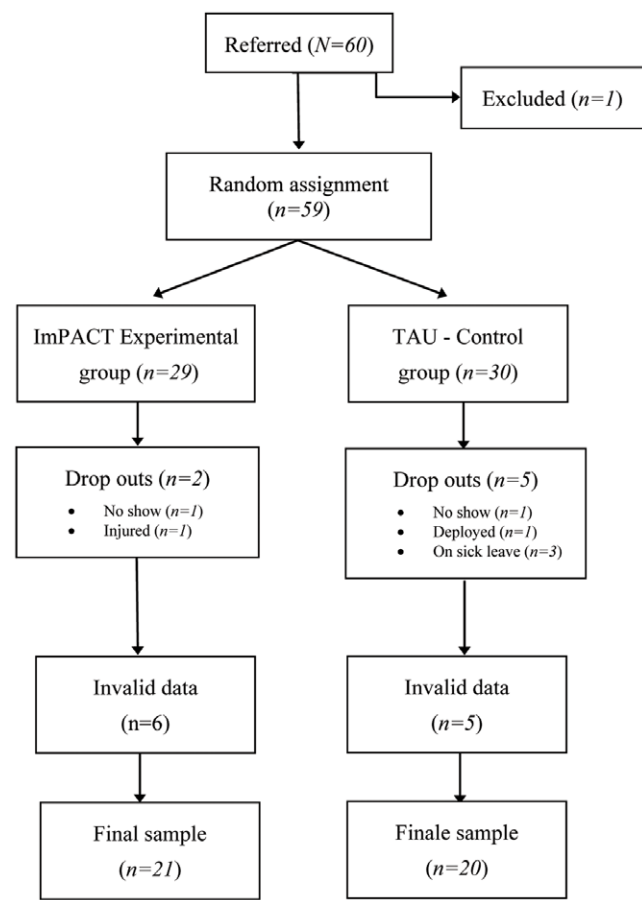 Referred (N=60)
Excluded (n=1)
Random assignment
(n=59)
ImPACT Experimental
group (n=29)
TAU - Control
group (n=30)
Drop outs (n=2)
• No show (n=1)
• Injured (n=1)
Drop outs (n=5)
• No show (n=1)
• Deployed (n=1)
• On sick leave (n=3)
Invalid data
(n=6)
Invalid data
(n=5)
Final sample
(n=21)
Finale sample
(n=20)